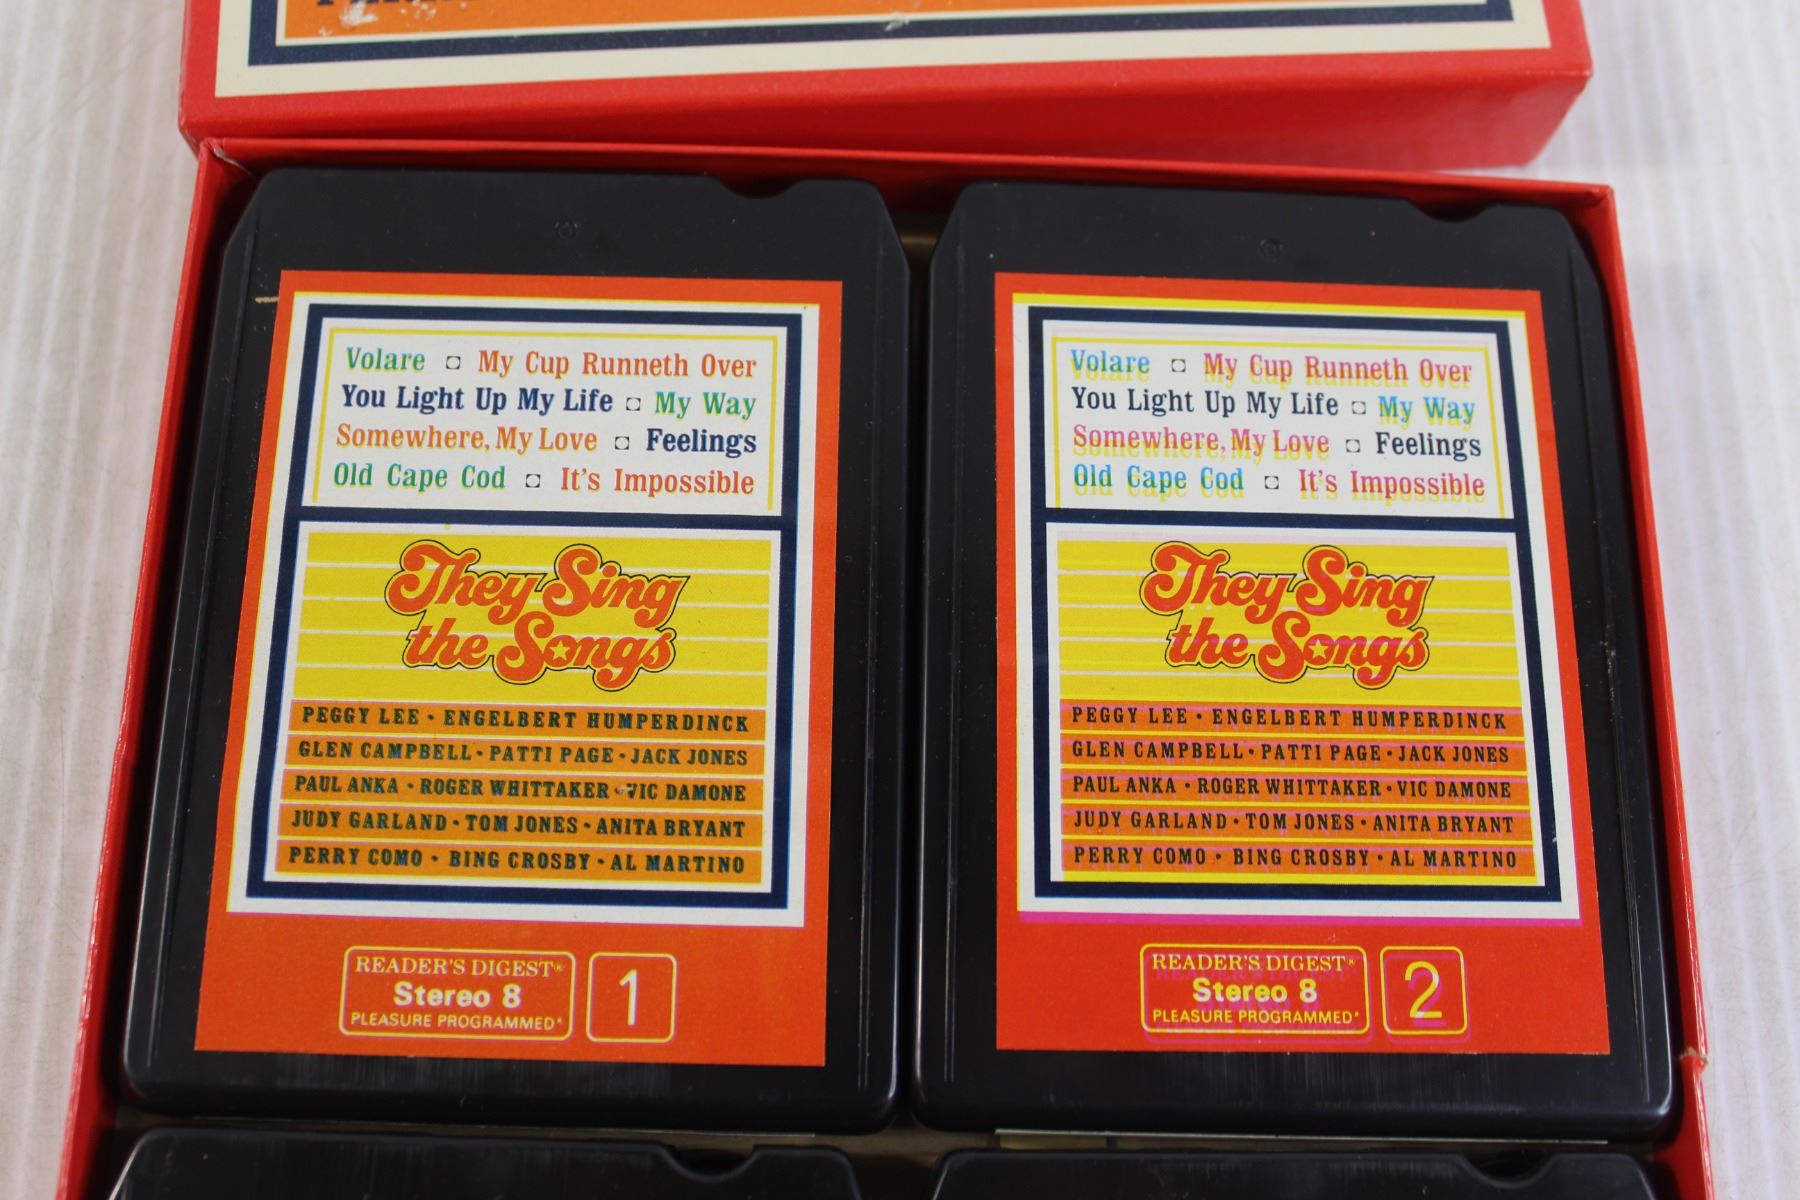 Volare ◘ My Cup Runneth Over
You Light Up My Life ◘ My Way
Somewhere, My Love ◘ Feelings
Old Cape Cod ◘ It's Impossible
They Sing
the Songs
PEGGY LEE • ENGELBERT HUMPERDINCK
GLEN CAMPBELL • PATTI PAGE • JACK JONES
PAUL ANKA • ROGER WHITTAKER • VIC DAMONE
JUDY GARLAND • TOM JONES • ANITA BRYANT
PERRY COMO • BING CROSBY • AL MARTINO
READER'S DIGEST®
Stereo 8
PLEASURE PROGRAMMED®
1
Volare ◘ My Cup Runneth Over
You Light Up My Life ◘ My Way
Somewhere, My Love ◘ Feelings
Old Cape Cod ◘ It's Impossible
They Sing
the Songs
PEGGY LEE • ENGELBERT HUMPERDINCK
GLEN CAMPBELL • PATTI PAGE • JACK JONES
PAUL ANKA • ROGER WHITTAKER • VIC DAMONE
JUDY GARLAND • TOM JONES • ANITA BRYANT
PERRY COMO • BING CROSBY • AL MARTINO
READER'S DIGEST®
Stereo 8
PLEASURE PROGRAMMED®
2